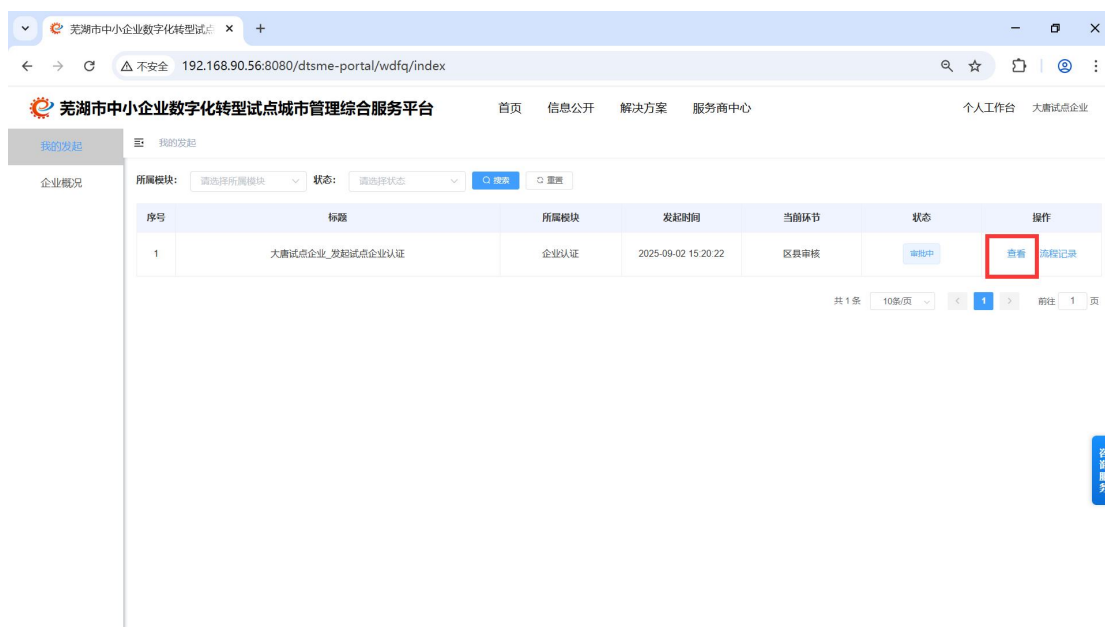 芜湖市中小企业数字化转型试点
不安全 192.168.90.56:8080/dtsme-portal/wdfq/index
芜湖市中小企业数字化转型试点城市管理综合服务平台 首页 信息公开 解决方案 服务商中心 个人工作台 大唐试点企业
我的发起 我的发起
企业概况 所属模块： 请选择所属模块 状态： 请选择状态 搜索 重置
序号 标题 所属模块 发起时间 当前环节 状态 操作
1 大唐试点企业_发起试点企业认证 企业认证 2025-09-02 15:20:22 区县审核 审批中 查看 流程记录
共 1 条 10条/页 1 前往 1 页
咨询服务